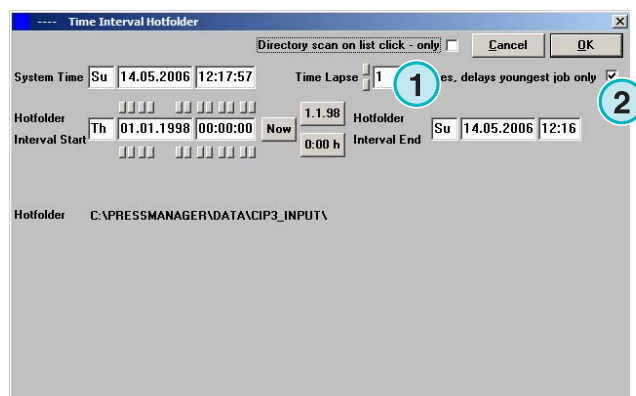 ---- Time Interval Hotfolder
Directory scan on list click - only Cancel OK
System Time Su 14.05.2006 12:17:57 Time Lapse 1 es, delays youngest job only
1
2
Hotfolder Interval Start Th 01.01.1998 00:00:00 Now 1.1.98 0:00 h Hotfolder Interval End Su 14.05.2006 12:16
Hotfolder C:\PRESSMANAGER\DATA\CIP3_INPUT\